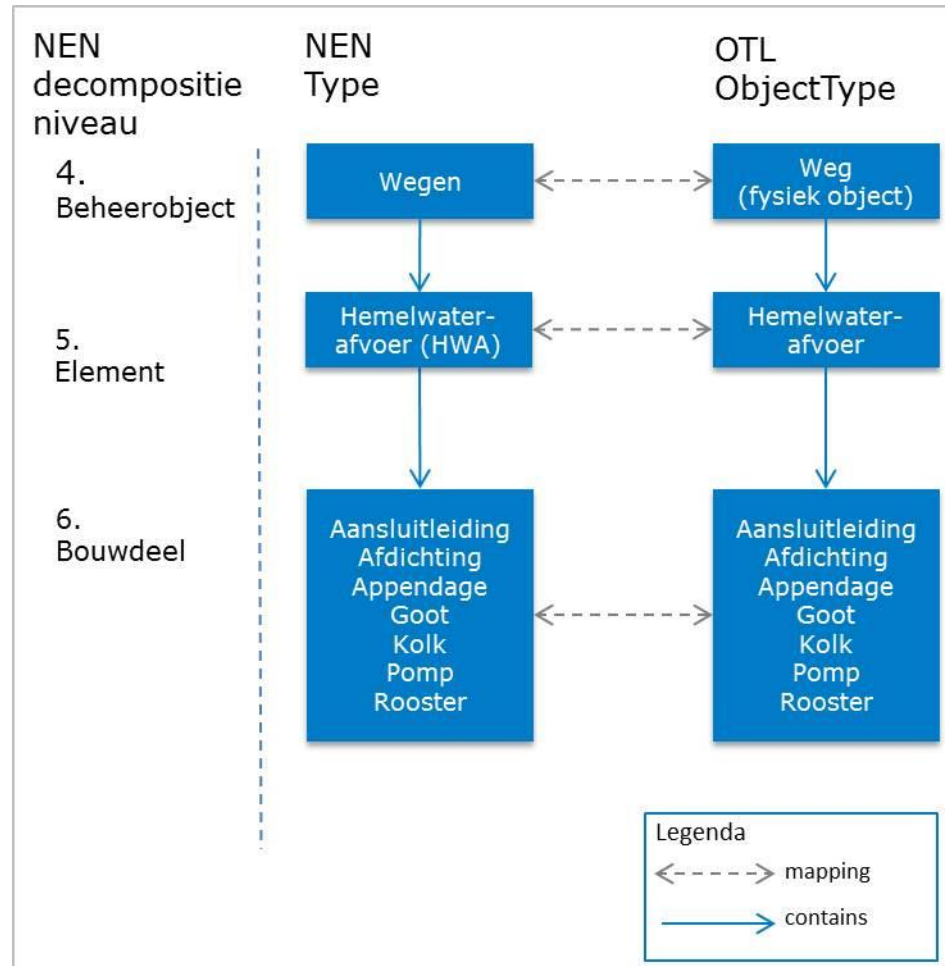 NEN
decompositie
niveau
NEN
Type
OTL
ObjectType
4.
Beheerobject
Wegen
Weg
(fysiek object)
5.
Element
Hemelwater-
afvoer (HWA)
Hemelwater-
afvoer
6.
Bouwdeel
Aansluitleiding
Afdichting
Appendage
Goot
Kolk
Pomp
Rooster
Aansluitleiding
Afdichting
Appendage
Goot
Kolk
Pomp
Rooster
Legenda
mapping
contains